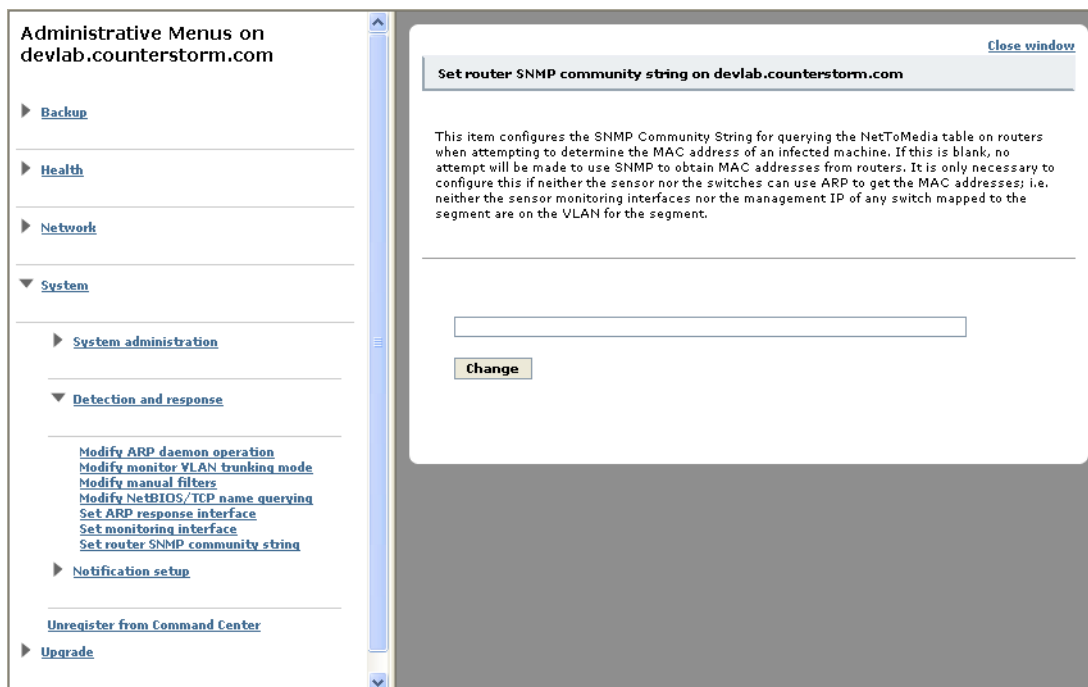 Administrative Menus on
devlab.counterstorm.com
Backup
Health
Network
System
System administration
Detection and response
Modify ARP daemon operation
Modify monitor VLAN trunking mode
Modify manual filters
Modify NetBIOS/TCP name querying
Set ARP response interface
Set monitoring interface
Set router SNMP community string
Notification setup
Unregister from Command Center
Upgrade
Close window
Set router SNMP community string on devlab.counterstorm.com
This item configures the SNMP Community String for querying the NetToMedia table on routers
when attempting to determine the MAC address of an infected machine. If this is blank, no
attempt will be made to use SNMP to obtain MAC addresses from routers. It is only necessary to
configure this if neither the sensor nor the switches can use ARP to get the MAC addresses; i.e.
neither the sensor monitoring interfaces nor the management IP of any switch mapped to the
segment are on the VLAN for the segment.
Change